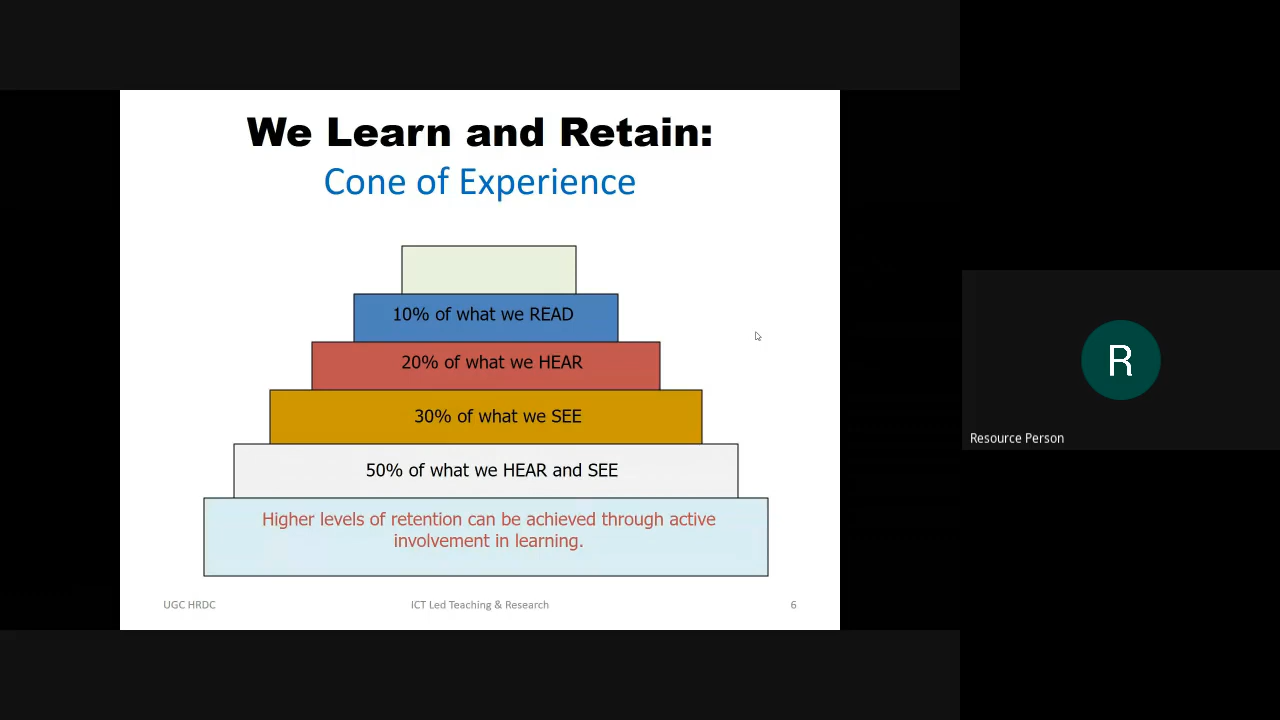 We Learn and Retain:
Cone of Experience
10% of what we READ
20% of what we HEAR
30% of what we SEE
50% of what we HEAR and SEE
Higher levels of retention can be achieved through active
involvement in learning.
UGC HRDC
ICT Led Teaching & Research
6
R
Resource Person